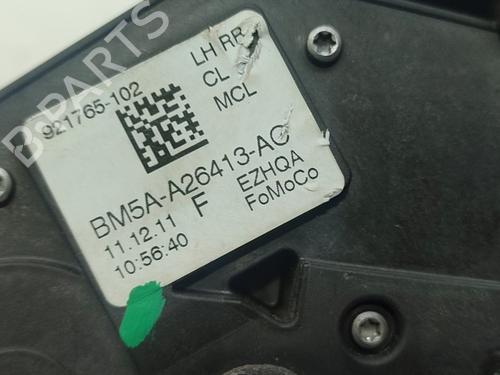 LH RR
921765-102
CL
MCL
BM5A-A26413-AC
EZHQA
11.12.11 F
FoMoCo
10:56:40
B-PARTS